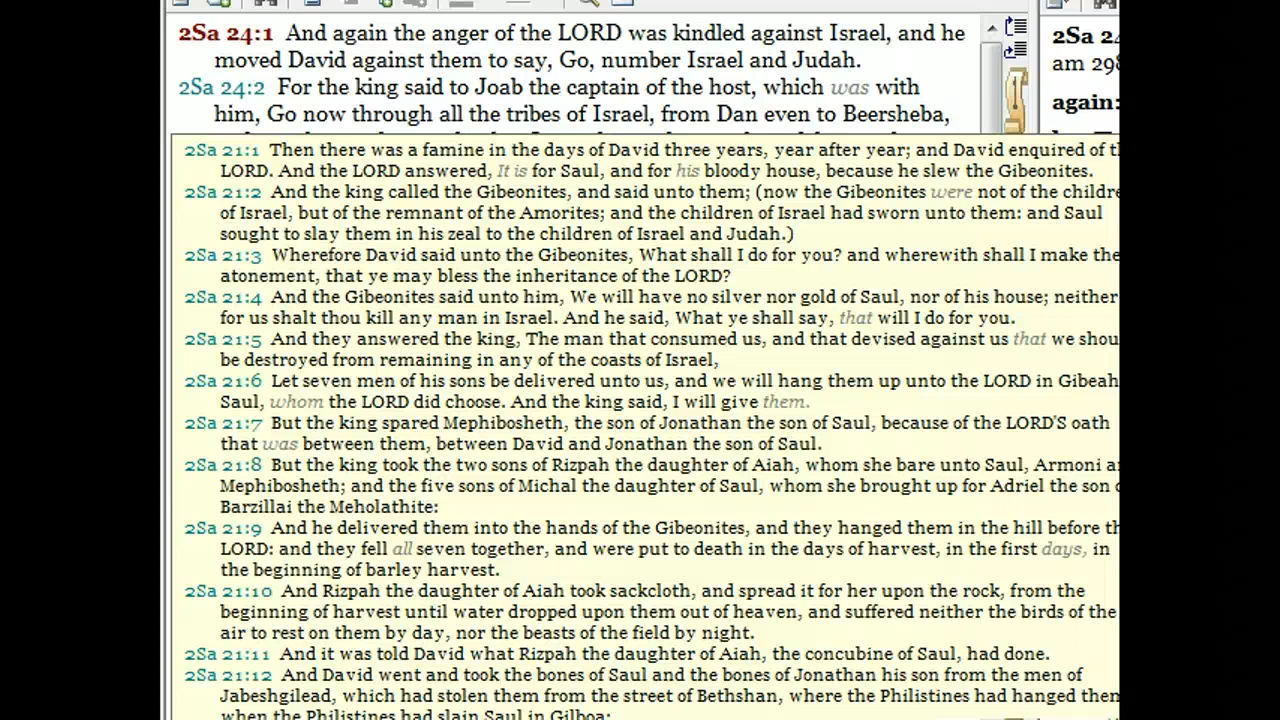 2Sa 24:1 And again the anger of the LORD was kindled against Israel, and he
moved David against them to say, Go, number Israel and Judah.
2Sa 24:2 For the king said to Joab the captain of the host, which was with
him, Go now through all the tribes of Israel, from Dan even to Beersheba,
2Sa 24
am 298
again:
2Sa 21:1 Then there was a famine in the days of David three years, year after year; and David enquired of th
LORD. And the LORD answered, It is for Saul, and for his bloody house, because he slew the Gibeonites.
2Sa 21:2 And the king called the Gibeonites, and said unto them; (now the Gibeonites were not of the childre
of Israel, but of the remnant of the Amorites; and the children of Israel had sworn unto them: and Saul
sought to slay them in his zeal to the children of Israel and Judah.)
2Sa 21:3 Wherefore David said unto the Gibeonites, What shall I do for you? and wherewith shall I make the
atonement, that ye may bless the inheritance of the LORD?
2Sa 21:4 And the Gibeonites said unto him, We will have no silver nor gold of Saul, nor of his house; neither
for us shalt thou kill any man in Israel. And he said, What ye shall say, that will I do for you.
2Sa 21:5 And they answered the king, The man that consumed us, and that devised against us that we shou
be destroyed from remaining in any of the coasts of Israel,
2Sa 21:6 Let seven men of his sons be delivered unto us, and we will hang them up unto the LORD in Gibeah
Saul, whom the LORD did choose. And the king said, I will give them.
2Sa 21:7 But the king spared Mephibosheth, the son of Jonathan the son of Saul, because of the LORD'S oath
that was between them, between David and Jonathan the son of Saul.
2Sa 21:8 But the king took the two sons of Rizpah the daughter of Aiah, whom she bare unto Saul, Armoni a
Mephibosheth; and the five sons of Michal the daughter of Saul, whom she brought up for Adriel the son
Barzillai the Meholathite:
2Sa 21:9 And he delivered them into the hands of the Gibeonites, and they hanged them in the hill before th
LORD: and they fell all seven together, and were put to death in the days of harvest, in the first days, in
the beginning of barley harvest.
2Sa 21:10 And Rizpah the daughter of Aiah took sackcloth, and spread it for her upon the rock, from the
beginning of harvest until water dropped upon them out of heaven, and suffered neither the birds of the
air to rest on them by day, nor the beasts of the field by night.
2Sa 21:11 And it was told David what Rizpah the daughter of Aiah, the concubine of Saul, had done.
2Sa 21:12 And David went and took the bones of Saul and the bones of Jonathan his son from the men of
Jabeshgilead, which had stolen them from the street of Bethshan, where the Philistines had hanged them
when the Philistines had slain Saul in Gilboa: